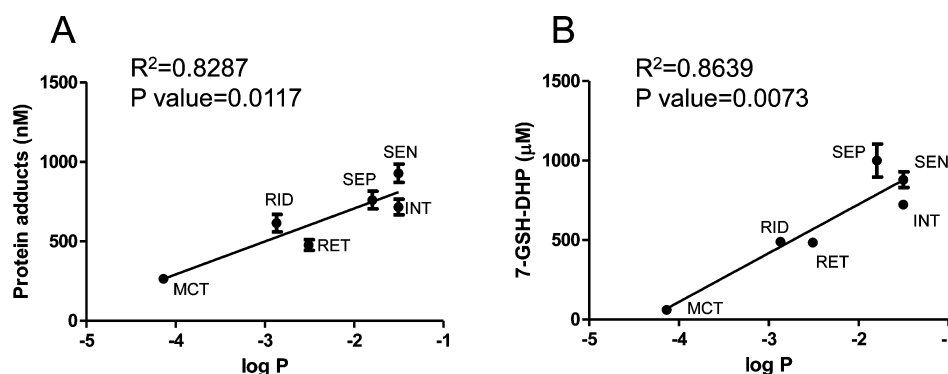 A
R²=0.8287
P value=0.0117
Protein adducts (nM)
1500
1000
500
0
SEN
SEP
INT
RID
RET
MCT
-5
-4
-3
-2
-1
log P
B
R²=0.8639
P value=0.0073
7-GSH-DHP (μM)
1500
1000
500
0
SEP
SEN
INT
RID
RET
MCT
-5
-4
-3
-2
-
log P